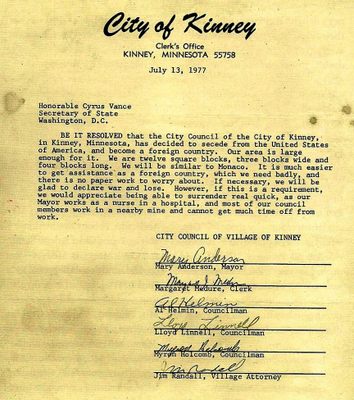 City of Kinney
Clerk's Office
KINNEY, MINNESOTA 55758
July 13, 1977
Honorable Cyrus Vance
Secretary of State
Washington, D.C.
BE IT RESOLVED that the City Council of the City of Kinney,
in Kinney, Minnesota, has decided to secede from the United States
of America, and become a foreign country. Our area is large
enough for it. We are twelve square blocks, three blocks wide and
four blocks long. We will be similar to Monaco. It is much easier
to get assistance as a foreign country, which we need badly, and
there is no paper work to worry about. If necessary, we will be
glad to declare war and lose. However, if this is a requirement,
we would appreciate being able to surrender real quick, as our
Mayor works as a nurse in a hospital, and most of our council
members work in a nearby mine and cannot get much time off from
work.
CITY COUNCIL OF VILLAGE OF KINNEY
Mary Anderson
Mary Anderson, Mayor
Margaret Medure, Clerk
Al Helmin
Al Helmin, Councilman
Lloyd Linnell
Lloyd Linnell, Councilman
Myron Holcomb
Myron Holcomb, Councilman
Jim Randall
Jim Randall, Village Attorney